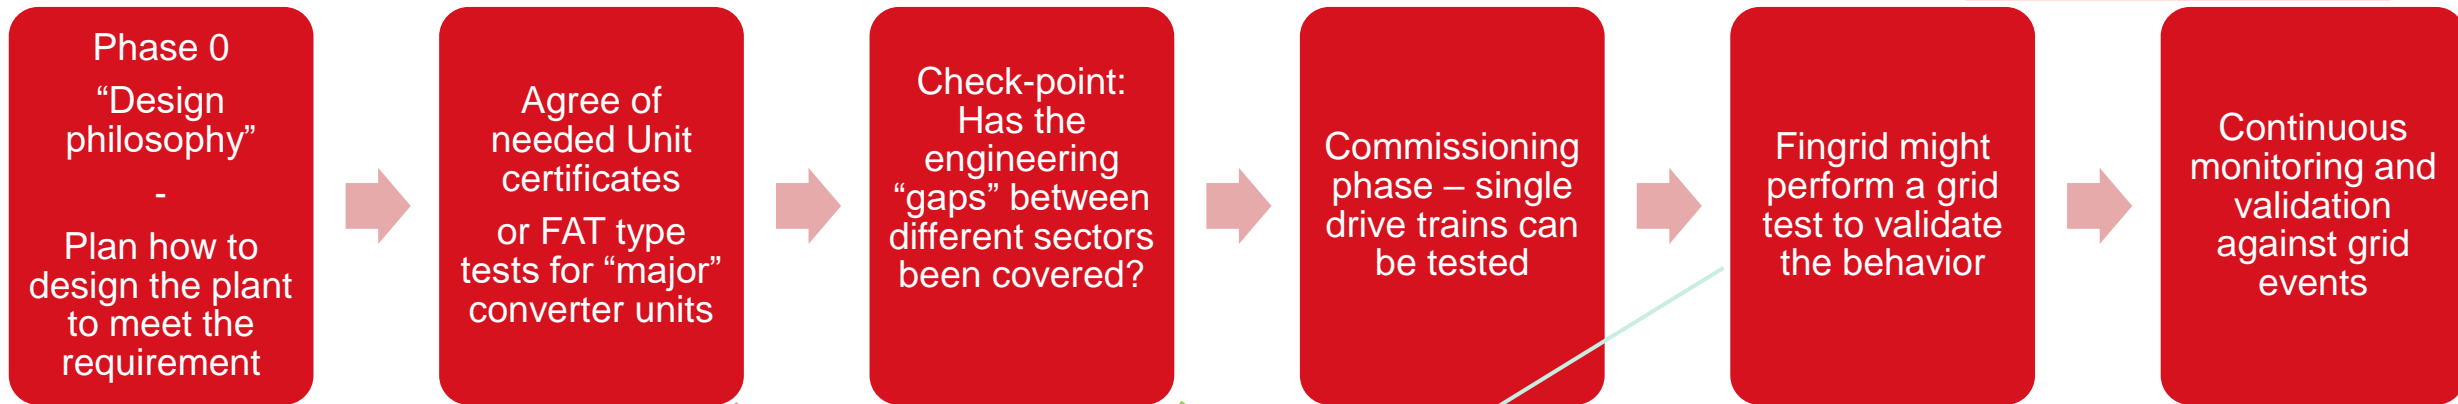 Phase 0
“Design
philosophy”
-
Plan how to
design the plant
to meet the
requirement
Agree of
needed Unit
certificates
or FAT type
tests for “major”
converter units
Check-point:
Has the
engineering
“gaps” between
different sectors
been covered?
Commissioning
phase – single
drive trains can
be tested
Fingrid might
perform a grid
test to validate
the behavior
Continuous
monitoring and
validation
against grid
events